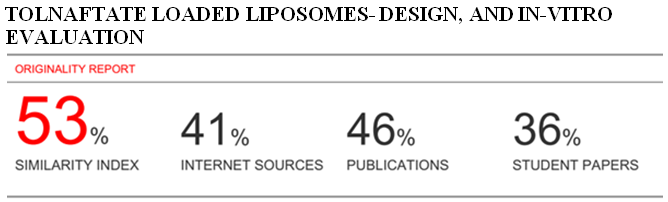 TOLNAFTATE LOADED LIPOSOMES- DESIGN, AND IN-VITRO
EVALUATION
ORIGINALITY REPORT
53% 41% 46% 36%
SIMILARITY INDEX INTERNET SOURCES PUBLICATIONS STUDENT PAPERS